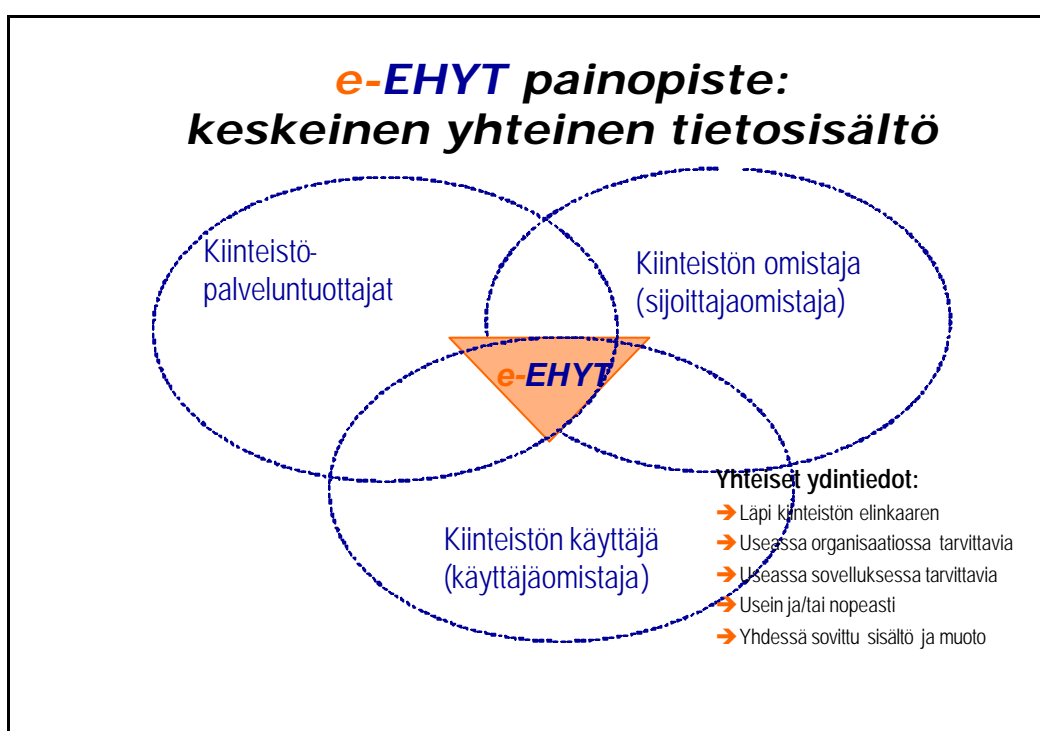 e-EHYT painopiste:
keskeinen yhteinen tietosisältö
Kiinteistö-
palveluntuottajat
Kiinteistön omistaja
(sijoittajaomistaja)
e-EHYT
Kiinteistön käyttäjä
(käyttäjäomistaja)
Yhteiset ydintiedot:
➔ Läpi kiinteistön elinkaaren
➔ Useassa organisaatiossa tarvittavia
➔ Useassa sovelluksessa tarvittavia
➔ Usein ja/tai nopeasti
➔ Yhdessä sovittu sisältö ja muoto